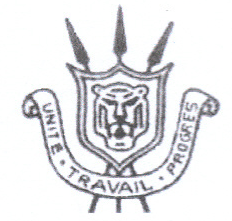 UNITE · TRAVAIL · PROGRES